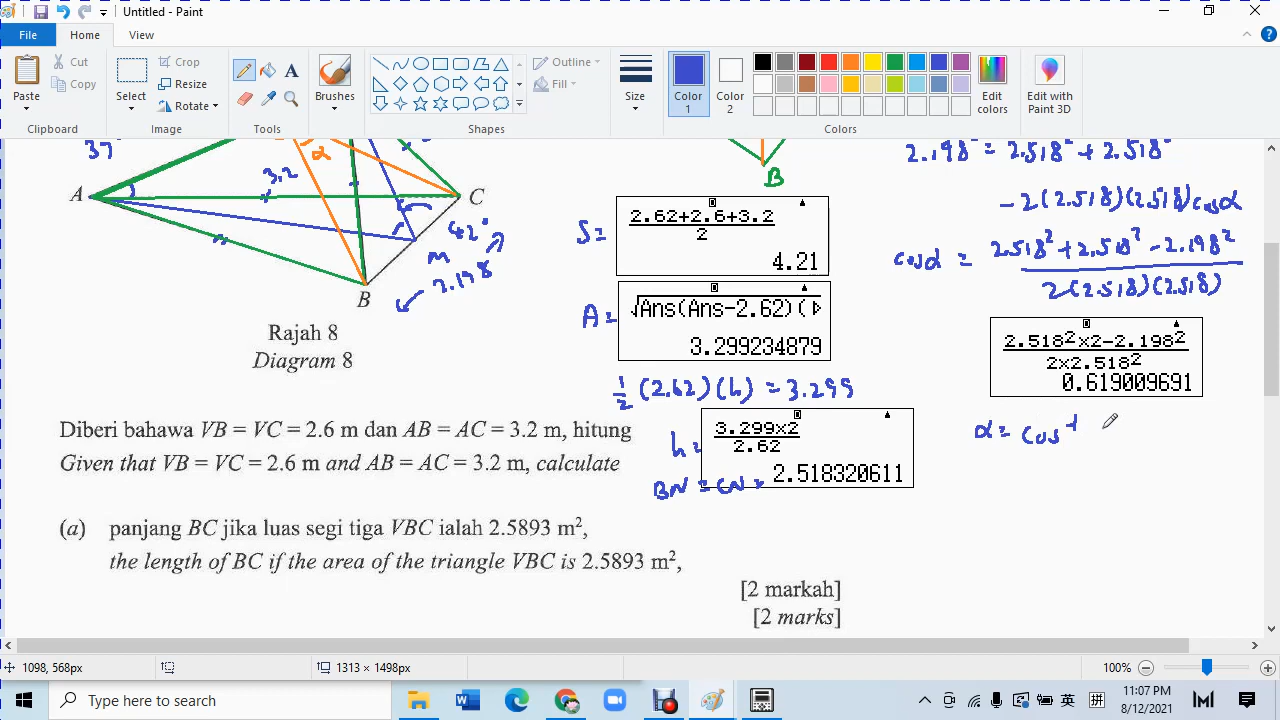 Untitled - Paint
File Home View
Paste
Cut
Copy
Clipboard
Select
Crop
Resize
Rotate
Image
Tools
Brushes
Shapes
Outline
Fill
Size
Color 1
Color 2
Edit colors
Colors
Edit with Paint 3D
37
α
3.2
A
C
42°
M
2.198
B
Rajah 8
Diagram 8
B
S =
2.62+2.6+3.2
2
4.21
A =
√Ans(Ans-2.62)(
3.299234879
1/2 (2.62)(h) = 3.299
h =
3.299x2
2.62
2.518320611
BN = CN =
2.198² = 2.518² + 2.518²
- 2(2.518)(2.518)cosα
cosα = 2.518² + 2.518² - 2.198²
2(2.518)(2.518)
2.518²x2-2.198²
2x2.518²
0.619009691
α = cos⁻¹
Diberi bahawa VB = VC = 2.6 m dan AB = AC = 3.2 m, hitung
Given that VB = VC = 2.6 m and AB = AC = 3.2 m, calculate
(a) panjang BC jika luas segi tiga VBC ialah 2.5893 m²,
the length of BC if the area of the triangle VBC is 2.5893 m²,
[2 markah]
[2 marks]
1098, 568px
1313 × 1498px
100%
Type here to search
英
拼
11:07 PM
8/12/2021